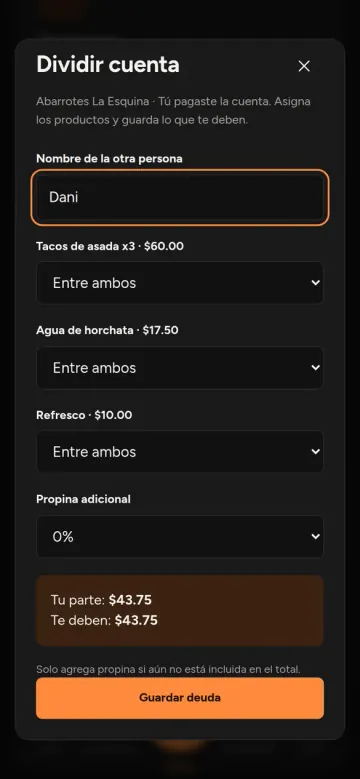 Dividir cuenta
Abarrotes La Esquina · Tú pagaste la cuenta. Asigna
los productos y guarda lo que te deben.
Nombre de la otra persona
Dani
Tacos de asada x3 · $60.00
Entre ambos
Agua de horchata · $17.50
Entre ambos
Refresco · $10.00
Entre ambos
Propina adicional
0%
Tu parte: $43.75
Te deben: $43.75
Solo agrega propina si aún no está incluida en el total.
Guardar deuda